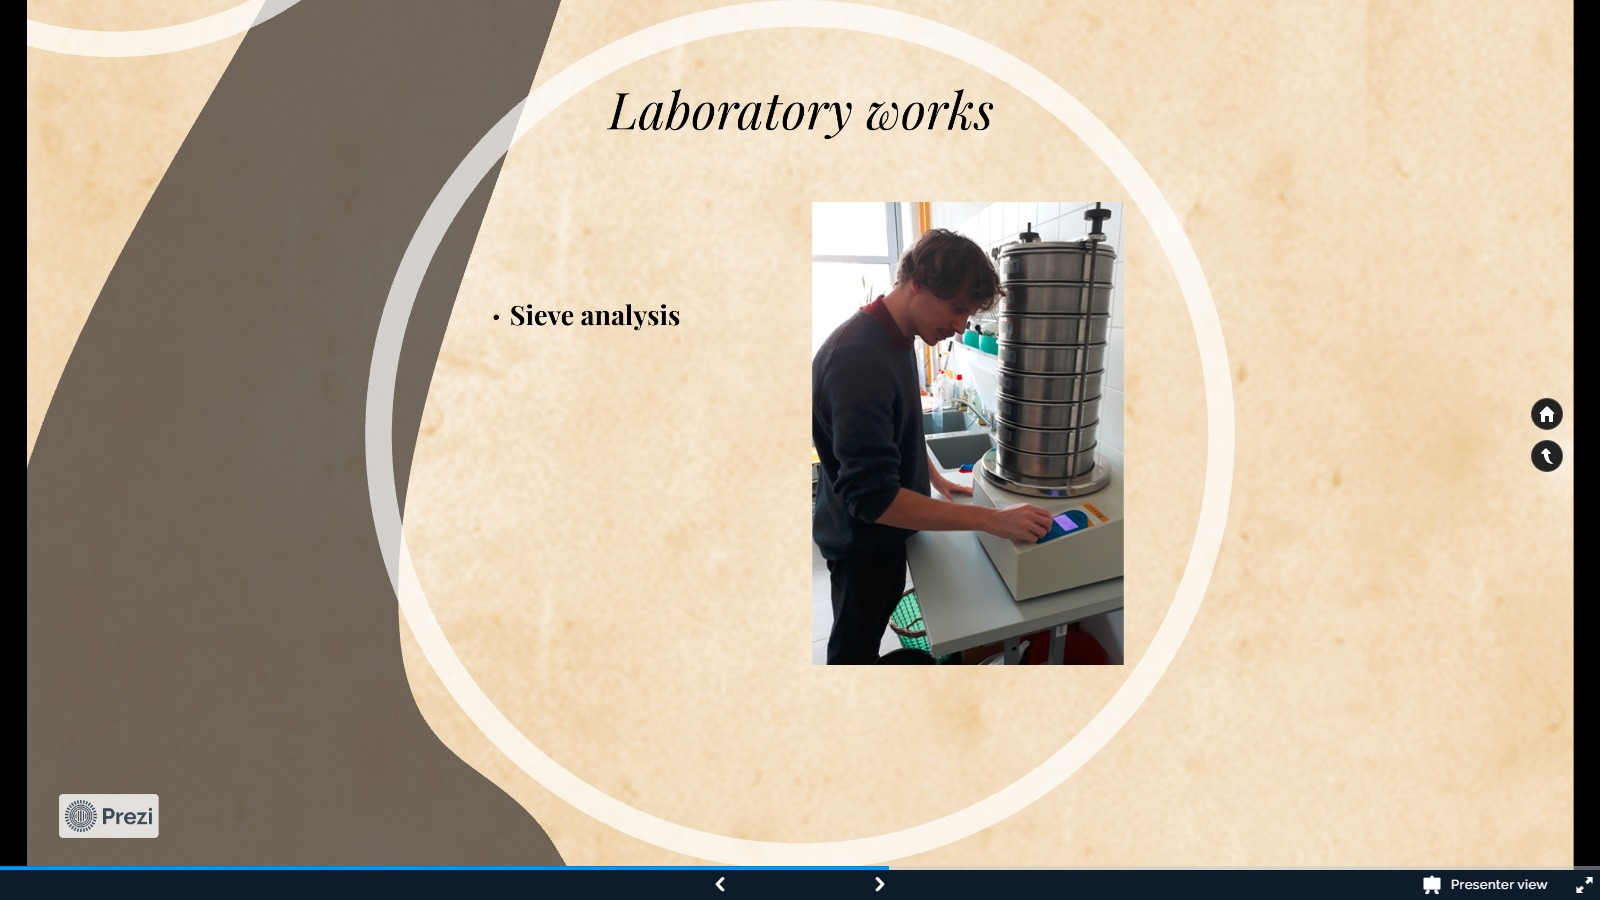 Laboratory works
• Sieve analysis
Prezi
Presenter view